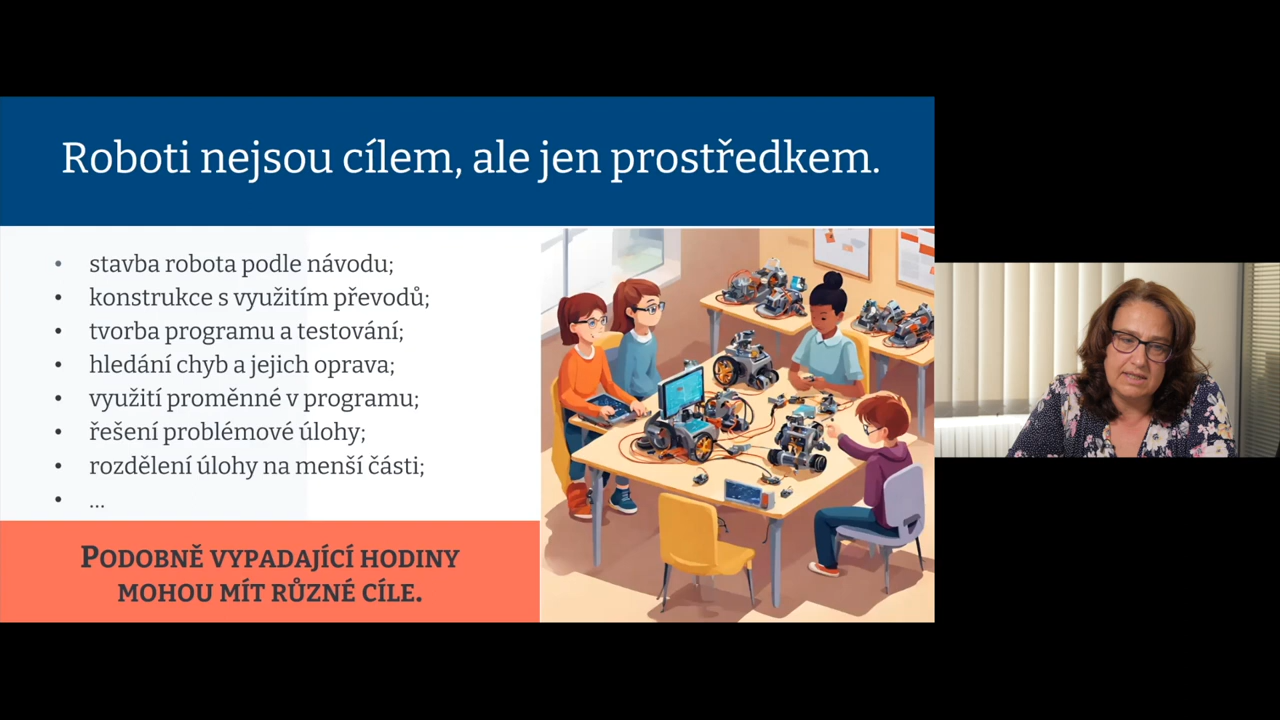 Roboti nejsou cílem, ale jen prostředkem.
• stavba robota podle návodu;
• konstrukce s využitím převodů;
• tvorba programu a testování;
• hledání chyb a jejich oprava;
• využití proměnné v programu;
• řešení problémové úlohy;
• rozdělení úlohy na menší části;
• ...
PODOBNĚ VYPADAJÍCÍ HODINY
MOHOU MÍT RŮZNÉ CÍLE.